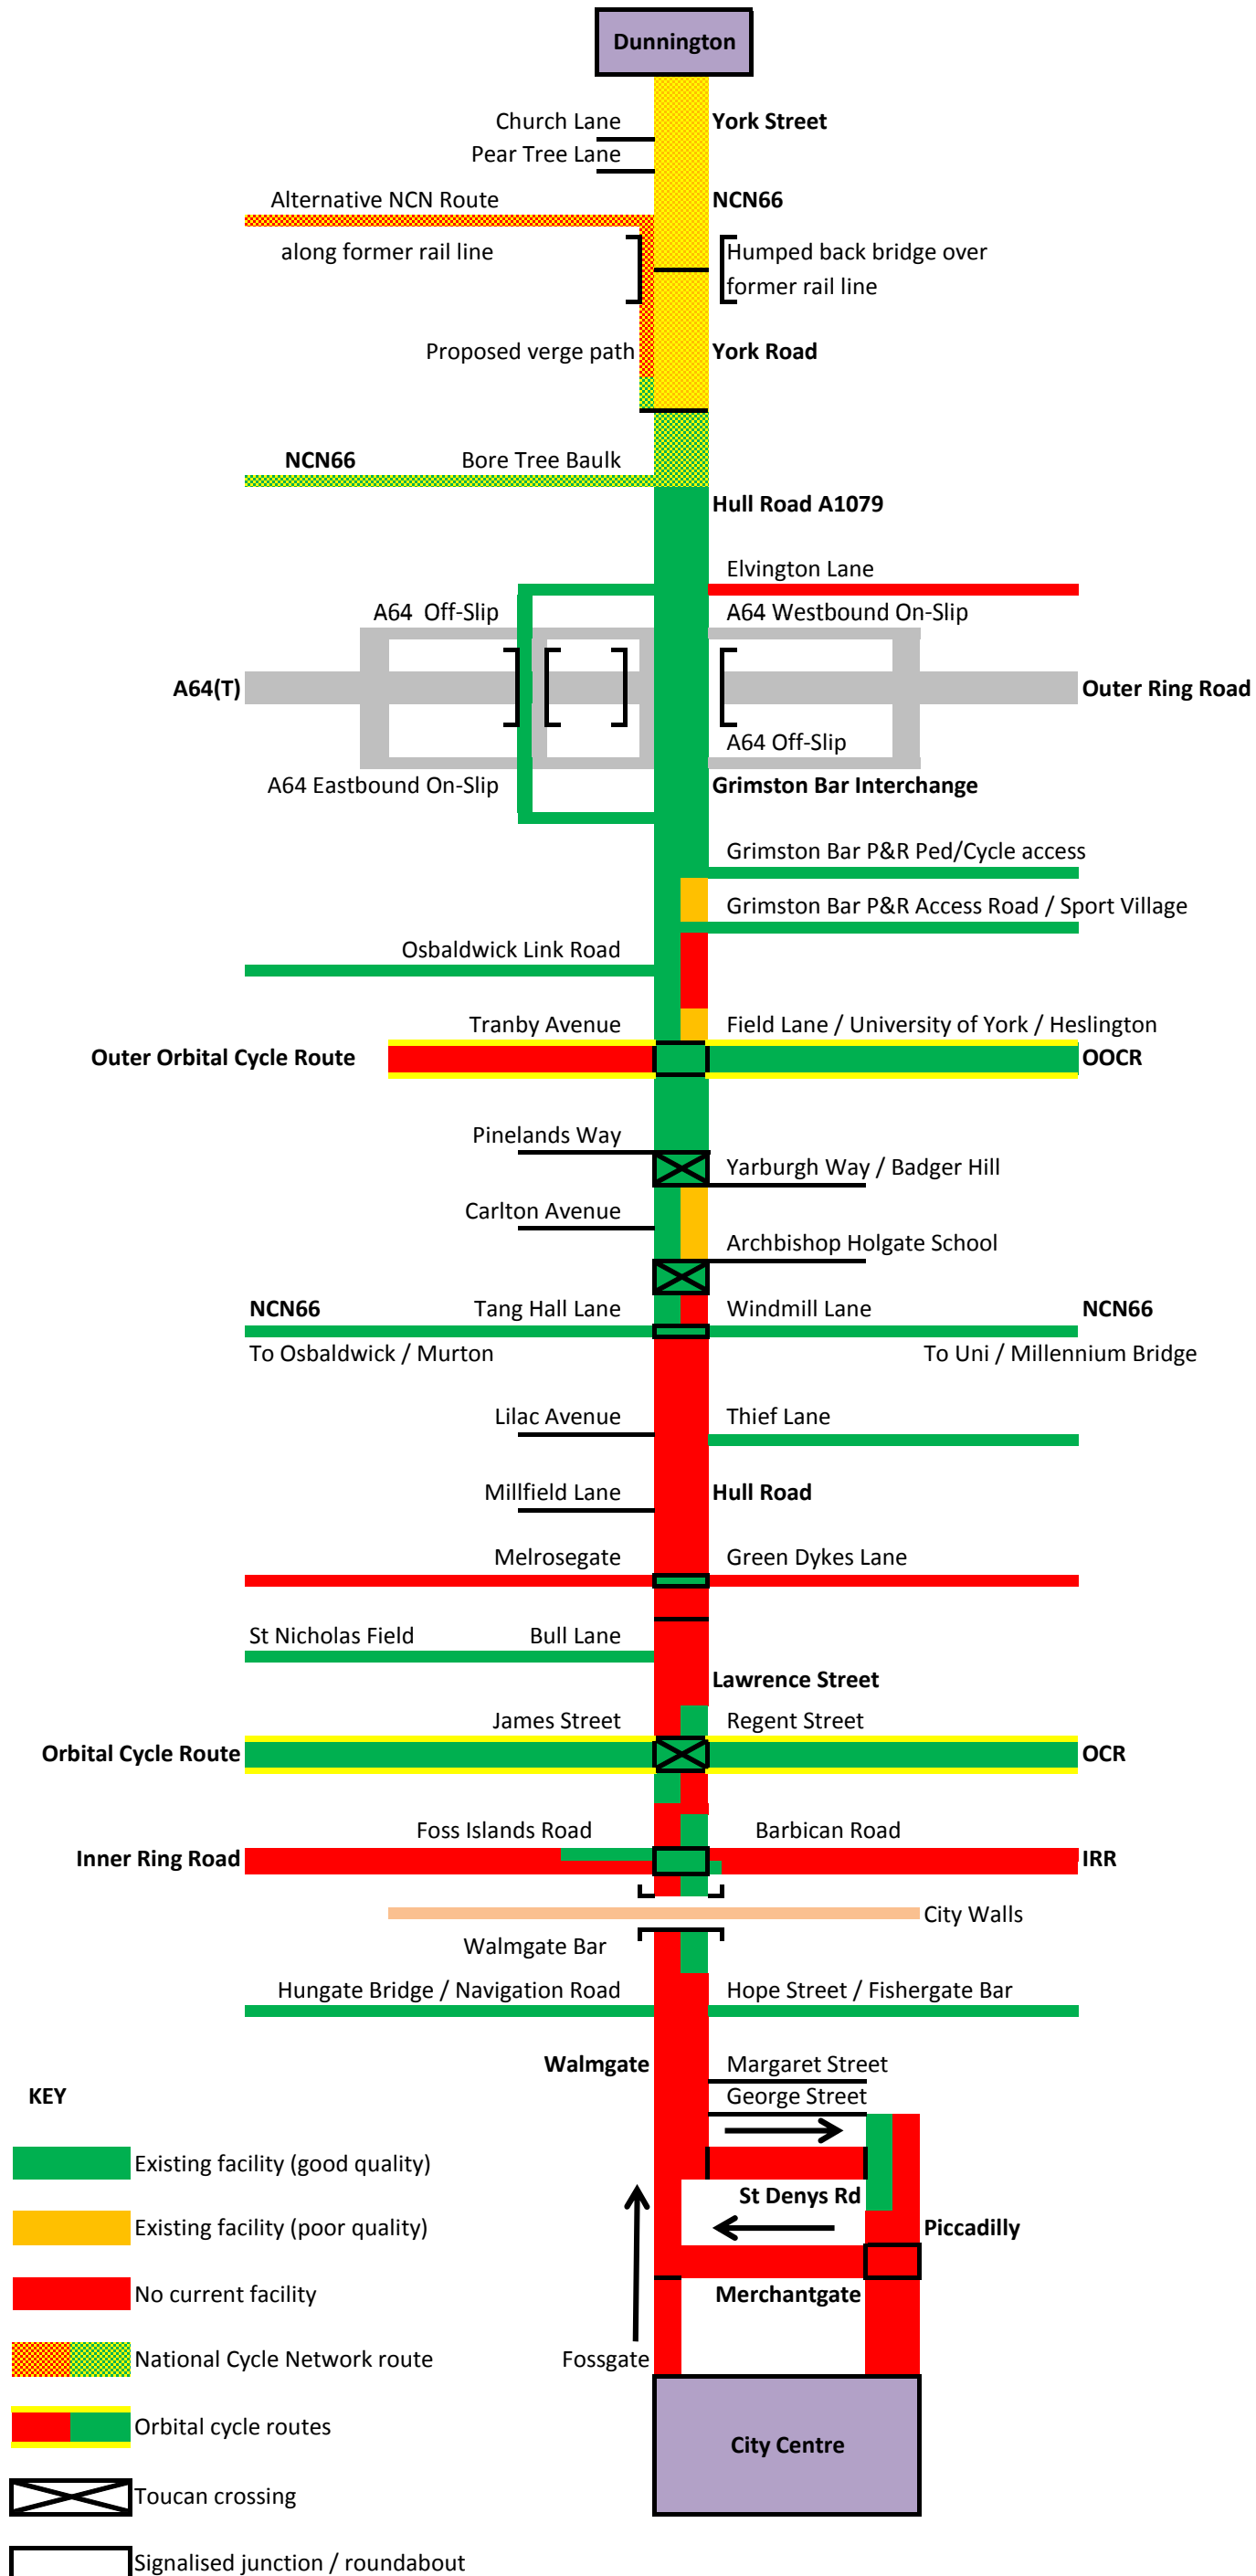 Dunnington
Church Lane
York Street
Pear Tree Lane
Alternative NCN Route
NCN66
along former rail line
Humped back bridge over
former rail line
Proposed verge path
York Road
NCN66
Bore Tree Baulk
Hull Road A1079
Elvington Lane
A64  Off-Slip
A64 Westbound On-Slip
A64(T)
Outer Ring Road
A64 Off-Slip
A64 Eastbound On-Slip
Grimston Bar Interchange
Grimston Bar P&R Ped/Cycle access
Grimston Bar P&R Access Road / Sport Village
Osbaldwick Link Road
Tranby Avenue
Field Lane / University of York / Heslington
Outer Orbital Cycle Route
OOCR
Pinelands Way
Yarburgh Way / Badger Hill
Carlton Avenue
Archbishop Holgate School
NCN66
Tang Hall Lane
Windmill Lane
NCN66
To Osbaldwick / Murton
To Uni / Millennium Bridge
Lilac Avenue
Thief Lane
Millfield Lane
Hull Road
Melrosegate
Green Dykes Lane
St Nicholas Field
Bull Lane
Lawrence Street
James Street
Regent Street
Orbital Cycle Route
OCR
Foss Islands Road
Barbican Road
Inner Ring Road
IRR
City Walls
Walmgate Bar
Hungate Bridge / Navigation Road
Hope Street / Fishergate Bar
Walmgate
Margaret Street
KEY
George Street
Existing facility (good quality)
St Denys Rd
Existing facility (poor quality)
Piccadilly
No current facility
Merchantgate
National Cycle Network route
Fossgate
Orbital cycle routes
City Centre
Toucan crossing
Signalised junction / roundabout